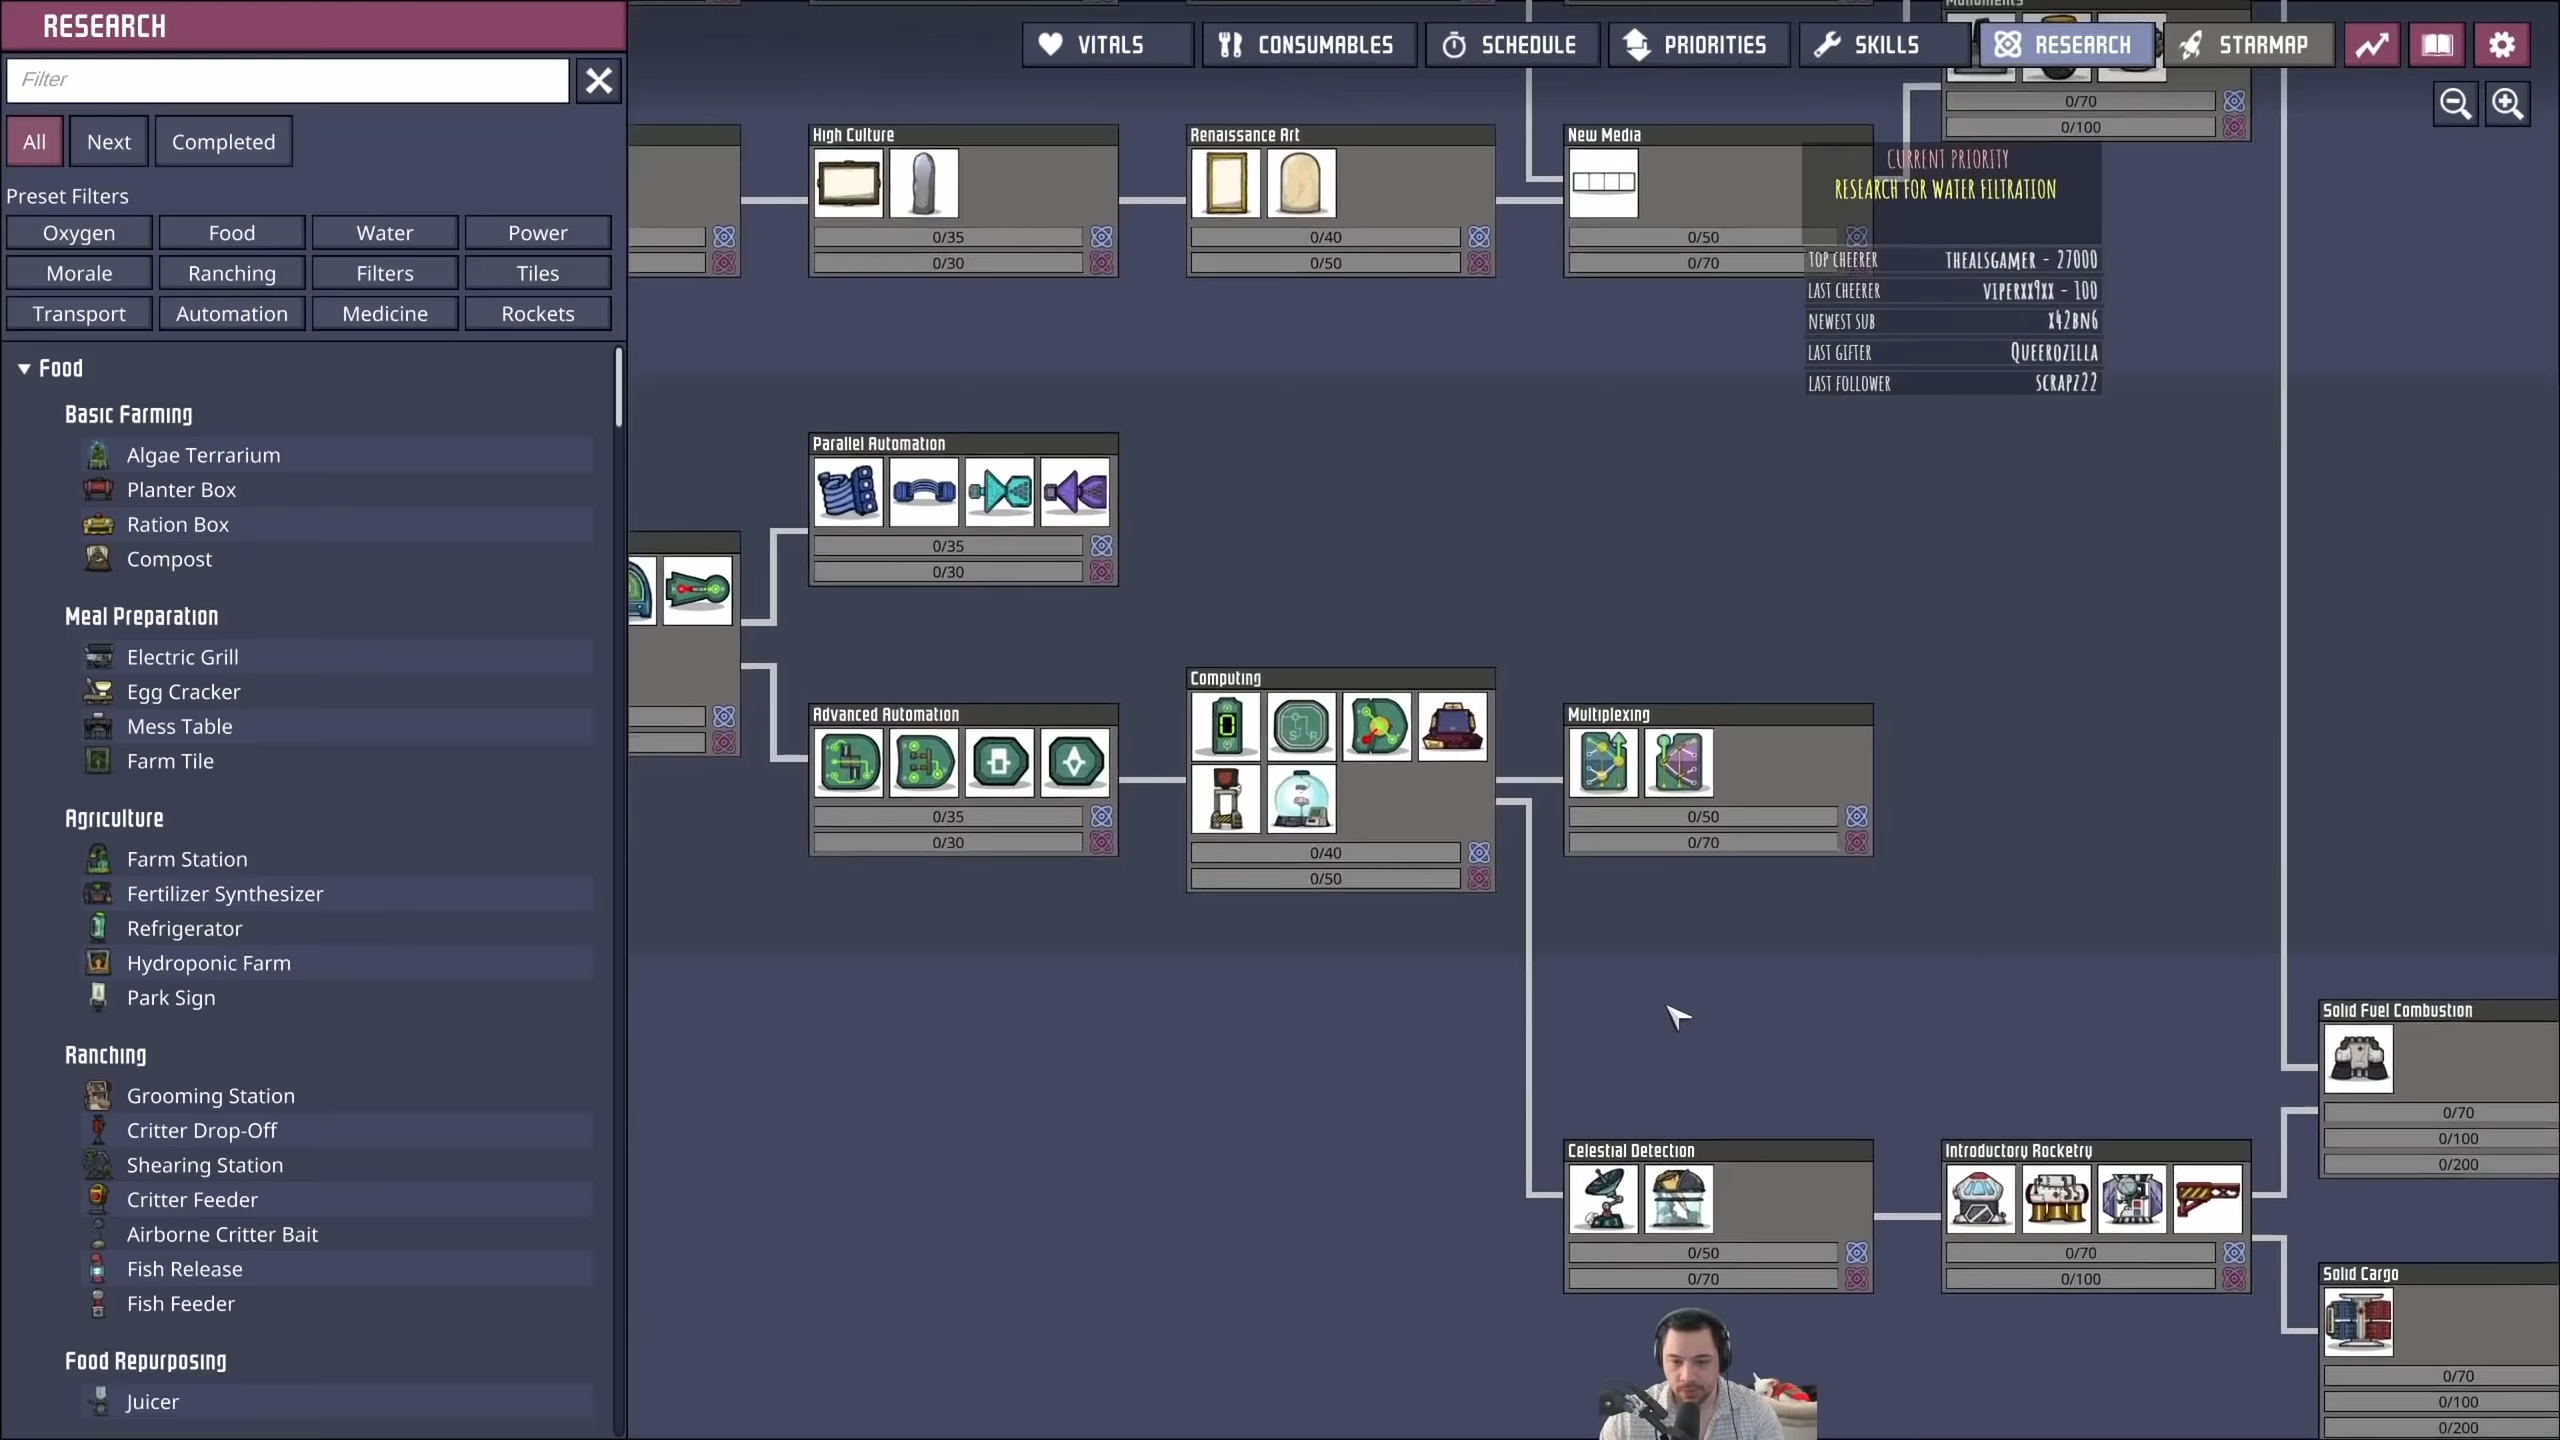 RESEARCH
Filter
All
Next
Completed
Preset Filters
Oxygen
Food
Water
Power
Morale
Ranching
Filters
Tiles
Transport
Automation
Medicine
Rockets
Food
Basic Farming
Algae Terrarium
Planter Box
Ration Box
Compost
Meal Preparation
Electric Grill
Egg Cracker
Mess Table
Farm Tile
Agriculture
Farm Station
Fertilizer Synthesizer
Refrigerator
Hydroponic Farm
Park Sign
Ranching
Grooming Station
Critter Drop-Off
Shearing Station
Critter Feeder
Airborne Critter Bait
Fish Release
Fish Feeder
Food Repurposing
Juicer
VITALS
CONSUMABLES
SCHEDULE
PRIORITIES
SKILLS
RESEARCH
STARMAP
Monuments
0/70
0/100
High Culture
0/35
0/30
Renaissance Art
0/40
0/50
New Media
0/50
0/70
CURRENT PRIORITY
RESEARCH FOR WATER FILTRATION
TOP CHEERER THEALSGAMER - 27000
LAST CHEERER VIPERXX9XX - 100
NEWEST SUB X42BN6
LAST GIFTER QUEEROZILLA
LAST FOLLOWER SCRAPZ22
Parallel Automation
0/35
0/30
Advanced Automation
0/35
0/30
Computing
0
S R
0/40
0/50
Multiplexing
0/50
0/70
Celestial Detection
0/50
0/70
Introductory Rocketry
0/70
0/100
Solid Fuel Combustion
0/70
0/100
0/200
Solid Cargo
0/70
0/100
0/200